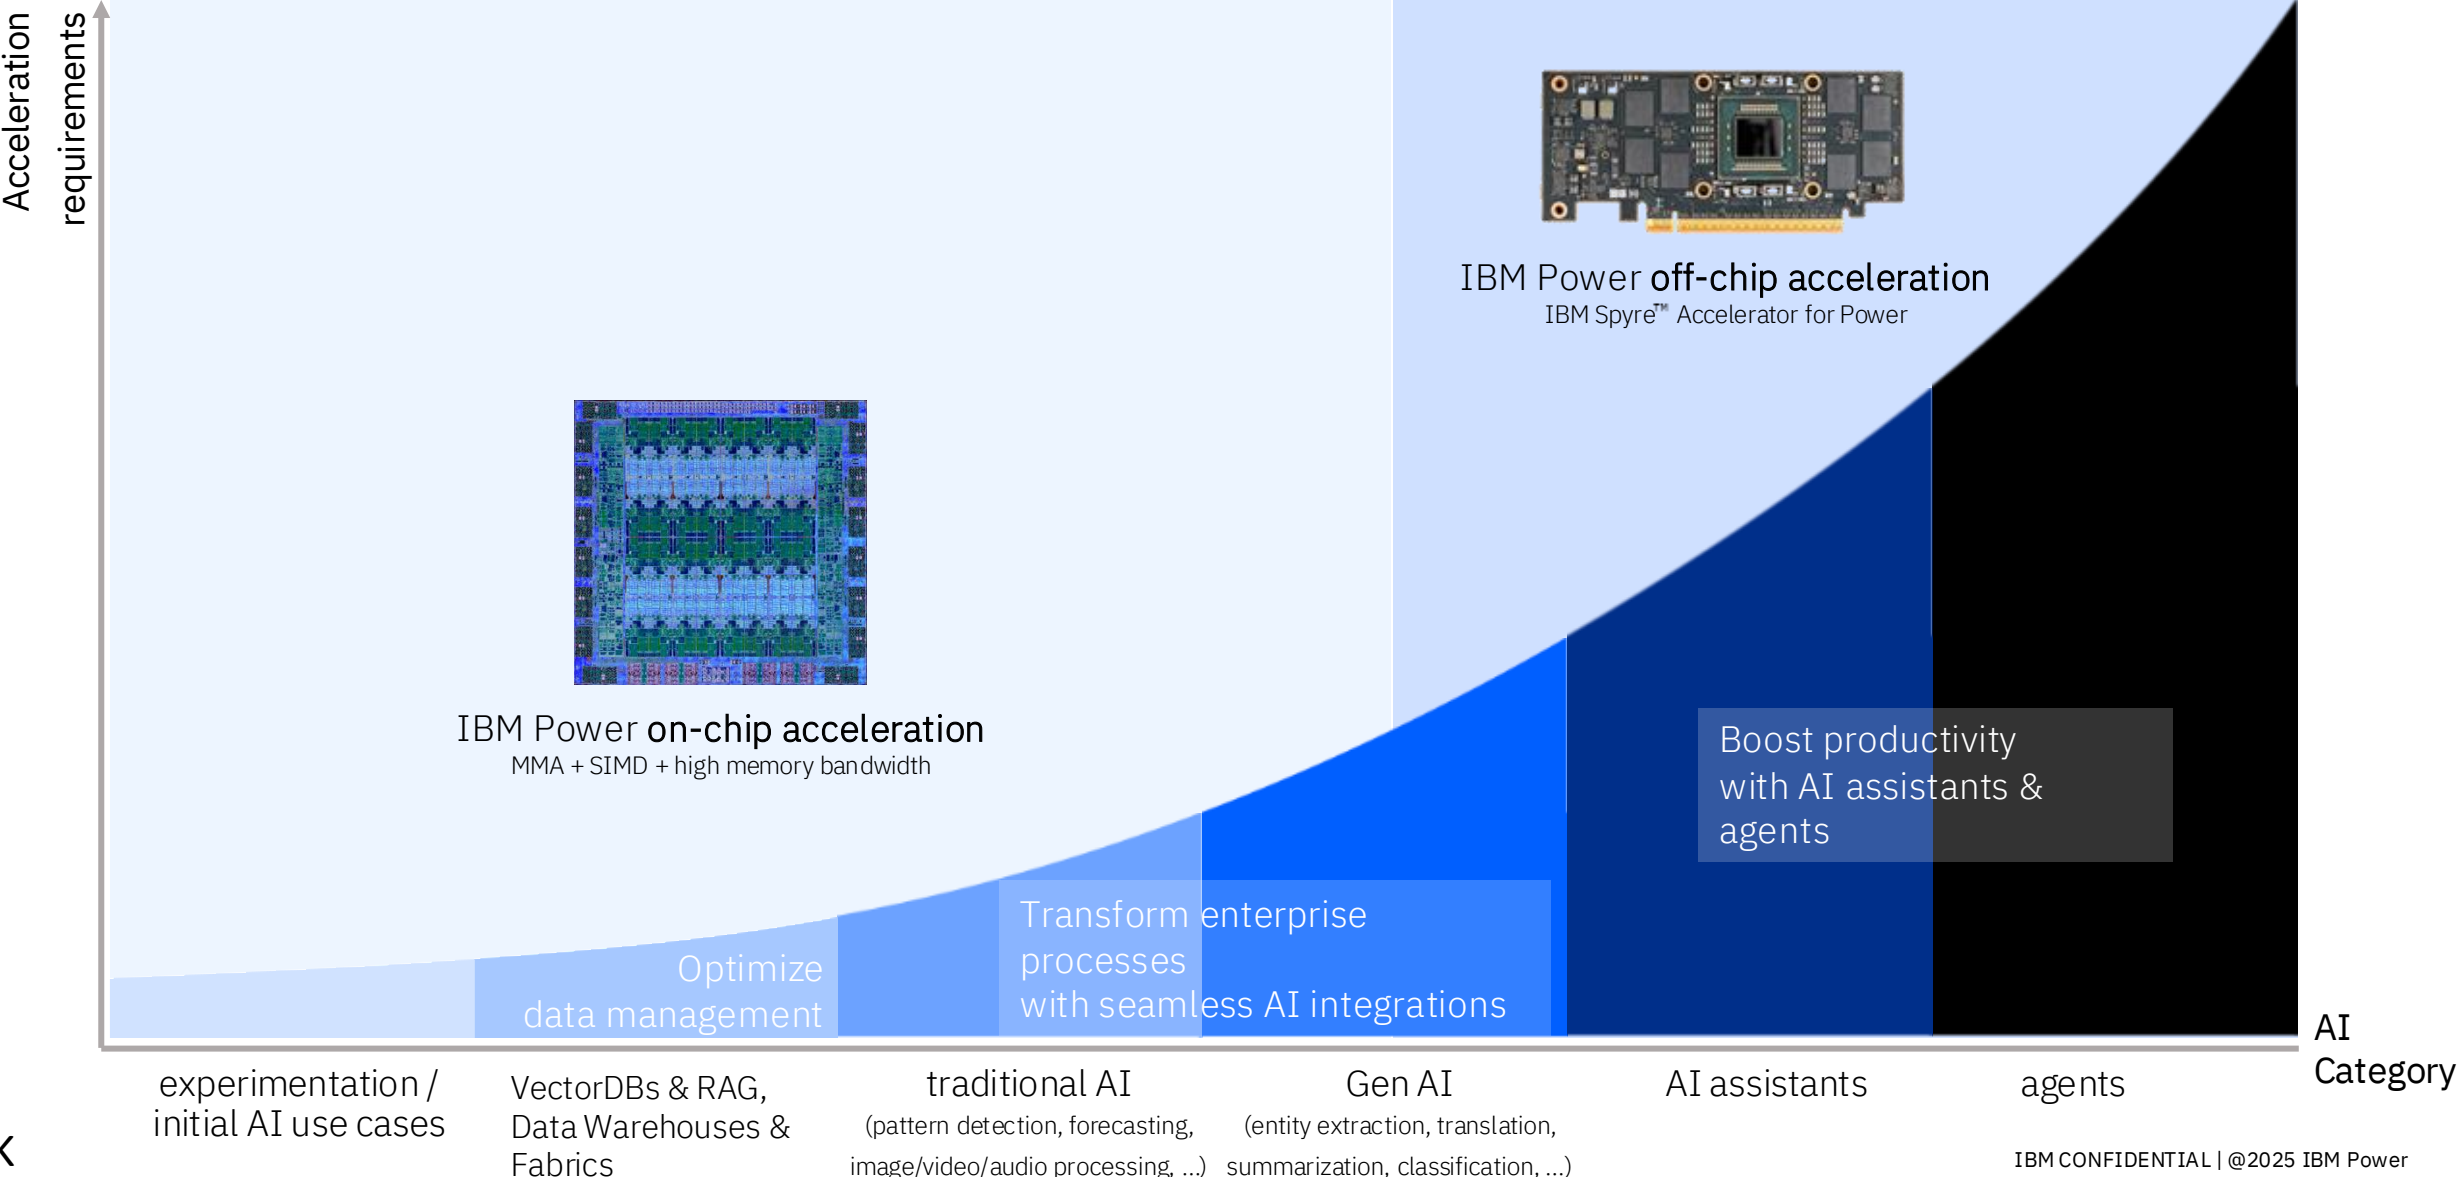 Acceleration
requirements
IBM Power off-chip acceleration
IBM Spyre™ Accelerator for Power
IBM Power on-chip acceleration
MMA + SIMD + high memory bandwidth
Boost productivity
with AI assistants &
agents
Transform enterprise
processes
with seamless AI integrations
Optimize
data management
AI
Category
experimentation /
initial AI use cases
VectorDBs & RAG,
Data Warehouses &
Fabrics
traditional AI
(pattern detection, forecasting,
image/video/audio processing, ...)
Gen AI
(entity extraction, translation,
summarization, classification, ...)
AI assistants
agents
IBM CONFIDENTIAL | @2025 IBM Power